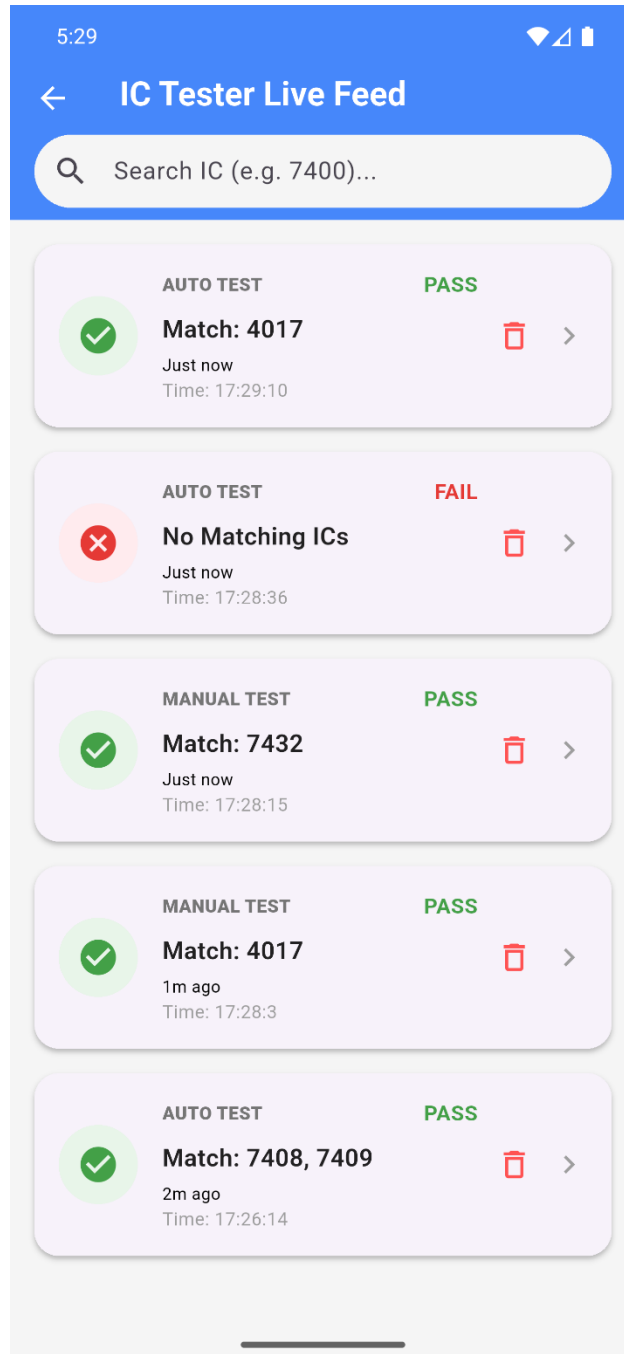 5:29
IC Tester Live Feed
Search IC (e.g. 7400)...
AUTO TEST PASS
Match: 4017
Just now
Time: 17:29:10
AUTO TEST FAIL
No Matching ICs
Just now
Time: 17:28:36
MANUAL TEST PASS
Match: 7432
Just now
Time: 17:28:15
MANUAL TEST PASS
Match: 4017
1m ago
Time: 17:28:3
AUTO TEST PASS
Match: 7408, 7409
2m ago
Time: 17:26:14